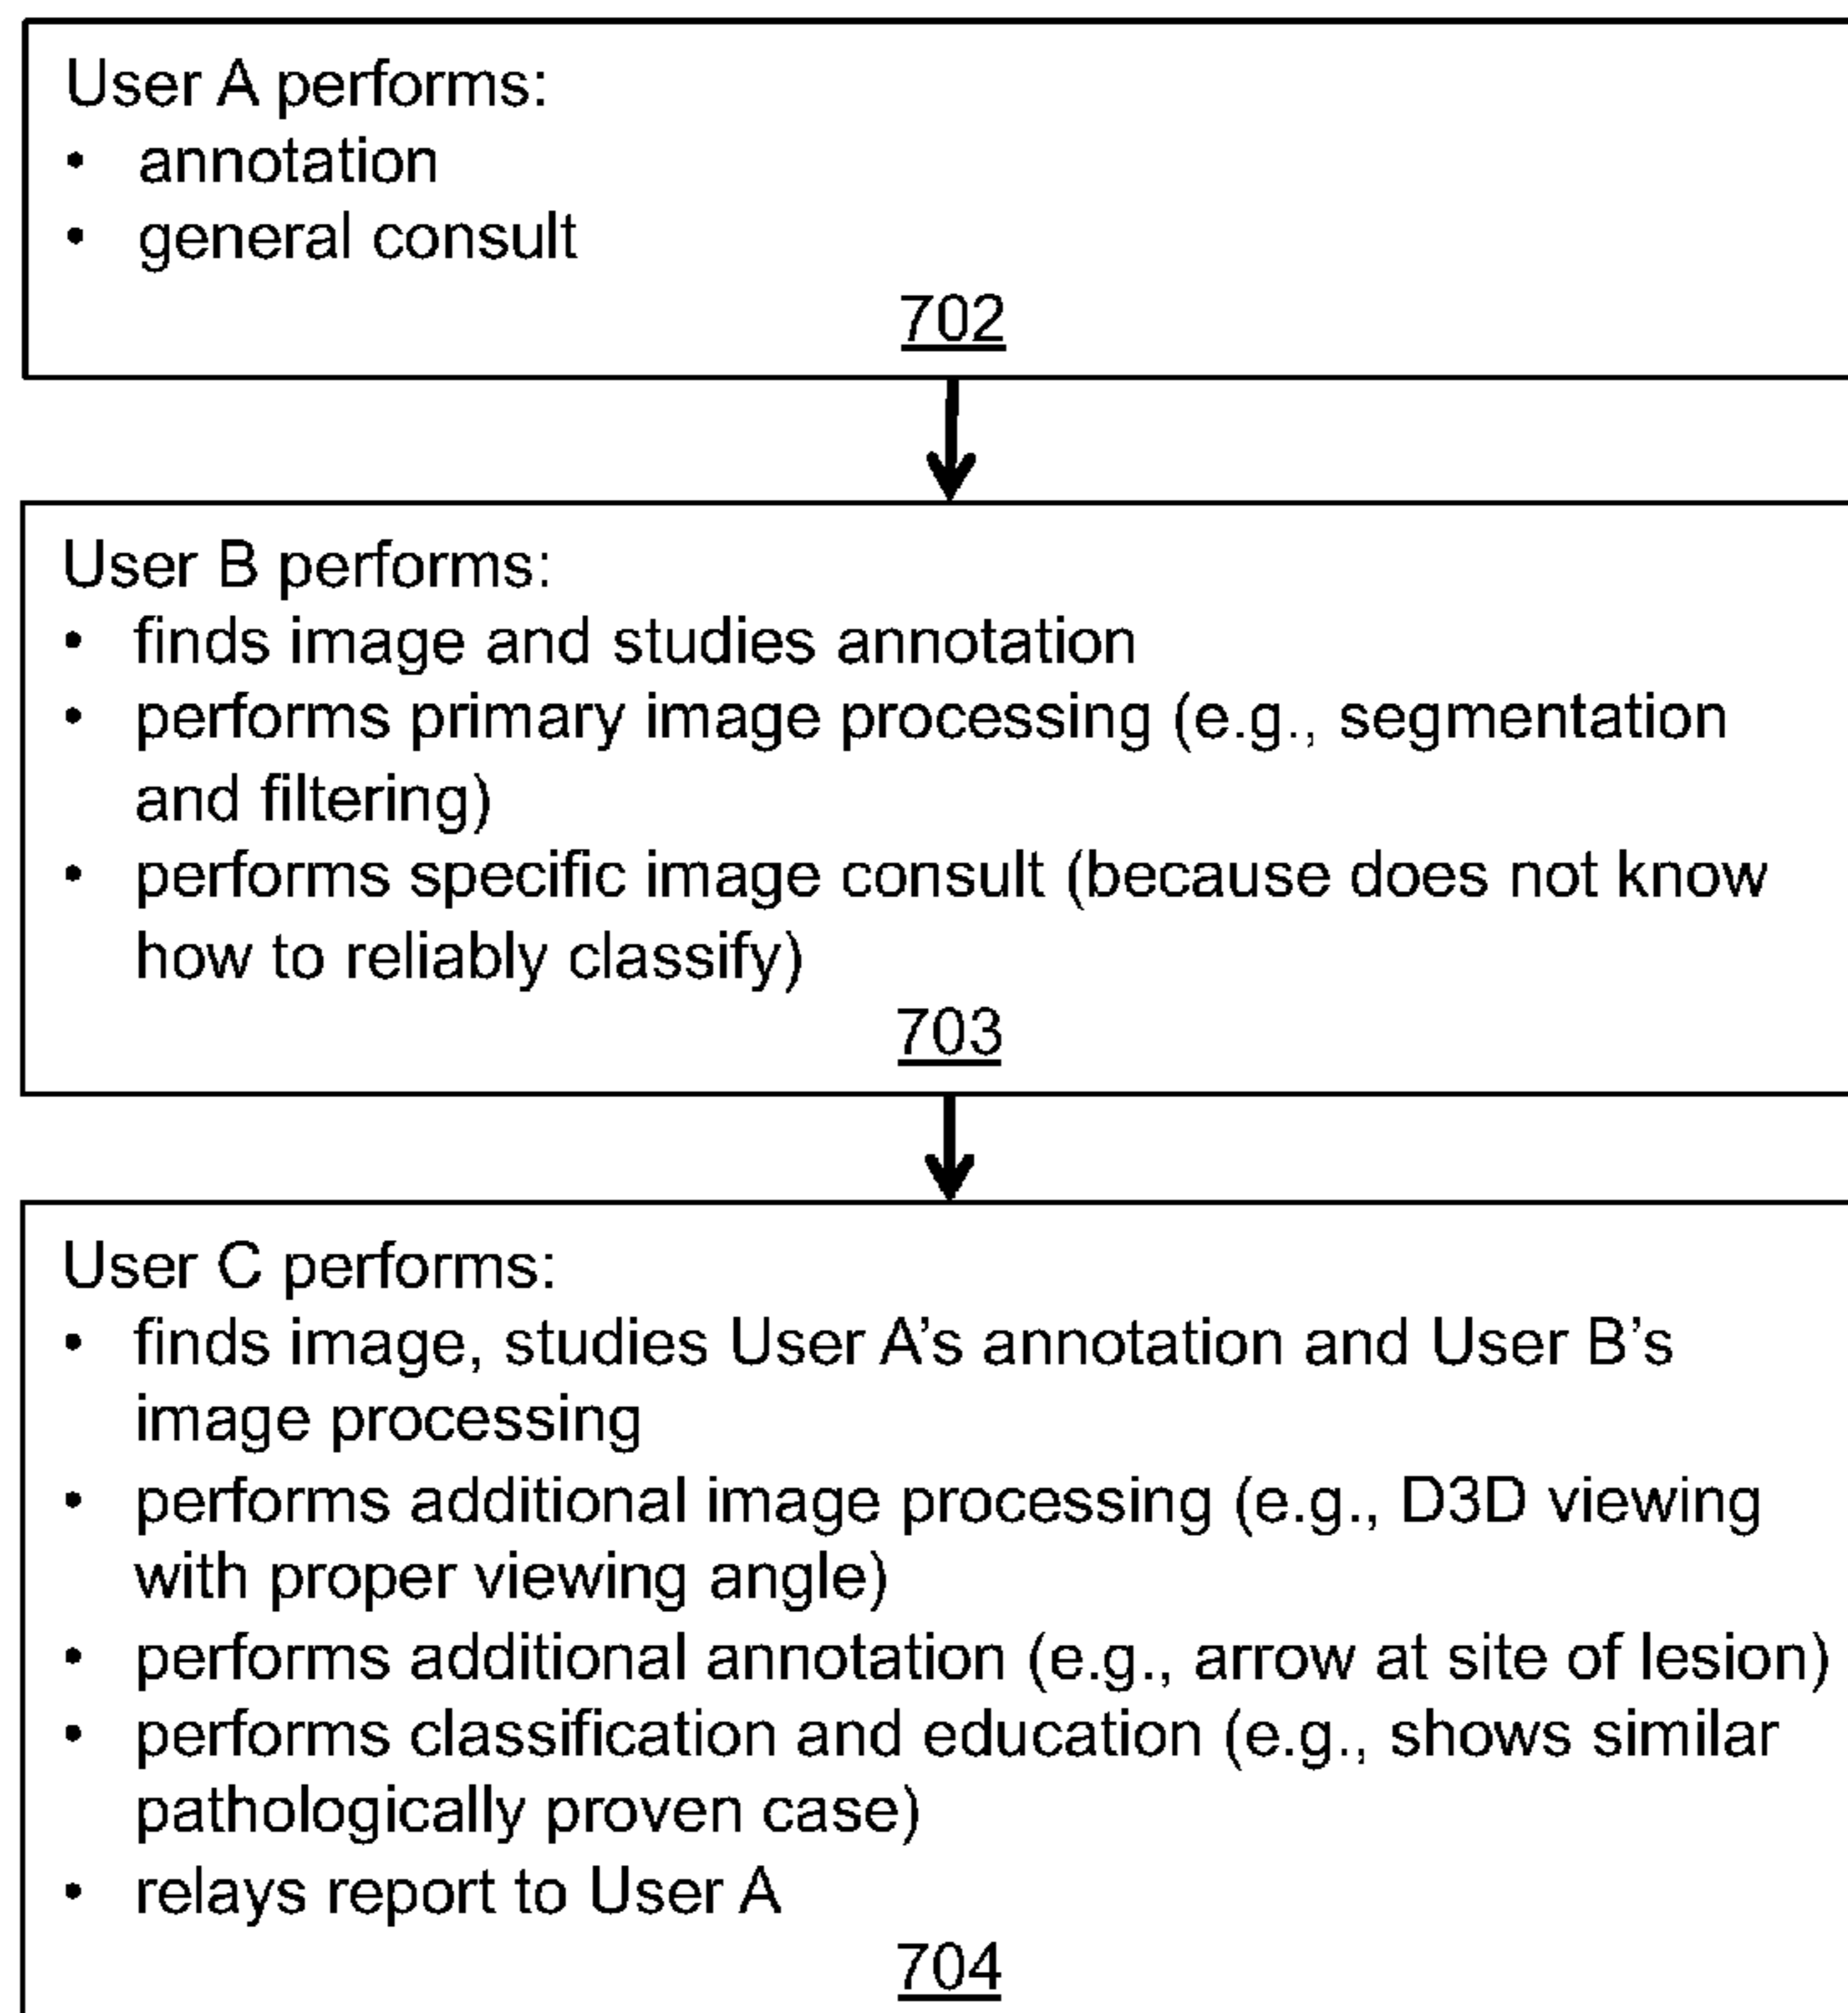 User A performs:
• annotation
• general consult
702
User B performs:
• finds image and studies annotation
• performs primary image processing (e.g., segmentation
and filtering)
• performs specific image consult (because does not know
how to reliably classify)
703
User C performs:
• finds image, studies User A’s annotation and User B’s
image processing
• performs additional image processing (e.g., D3D viewing
with proper viewing angle)
• performs additional annotation (e.g., arrow at site of lesion)
• performs classification and education (e.g., shows similar
pathologically proven case)
• relays report to User A
704